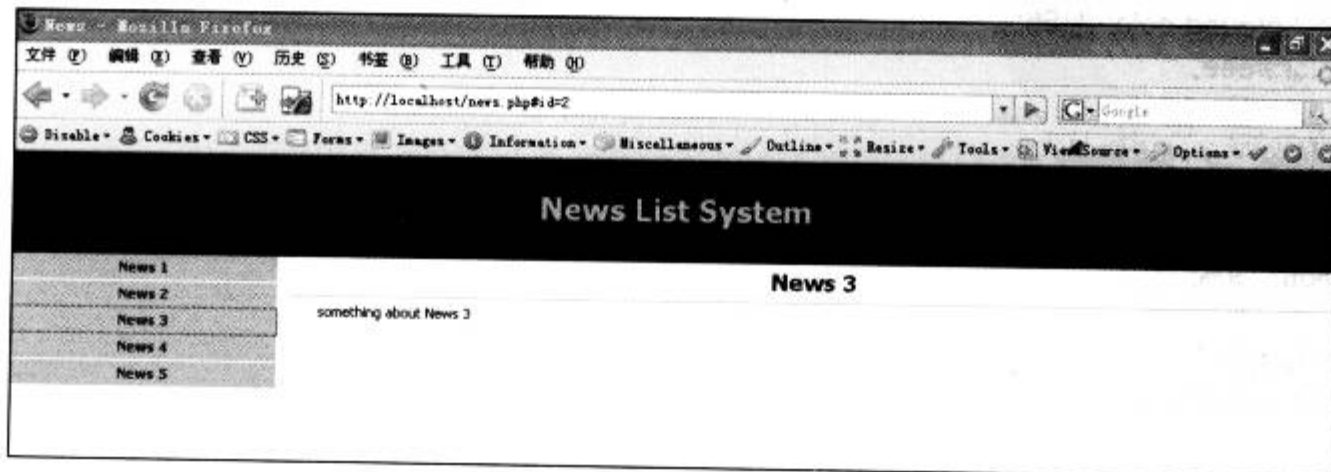 News - Mozilla Firefox
文件 (F) 编辑 (E) 查看 (V) 历史 (S) 书签 (B) 工具 (T) 帮助 (H)
http://localhost/news.php#id=2 Google
Disable Cookies CSS Forms Images Information Miscellaneous Outline Resize Tools View Source Options
News List System
News 1
News 2
News 3
News 4
News 5
News 3
something about News 3